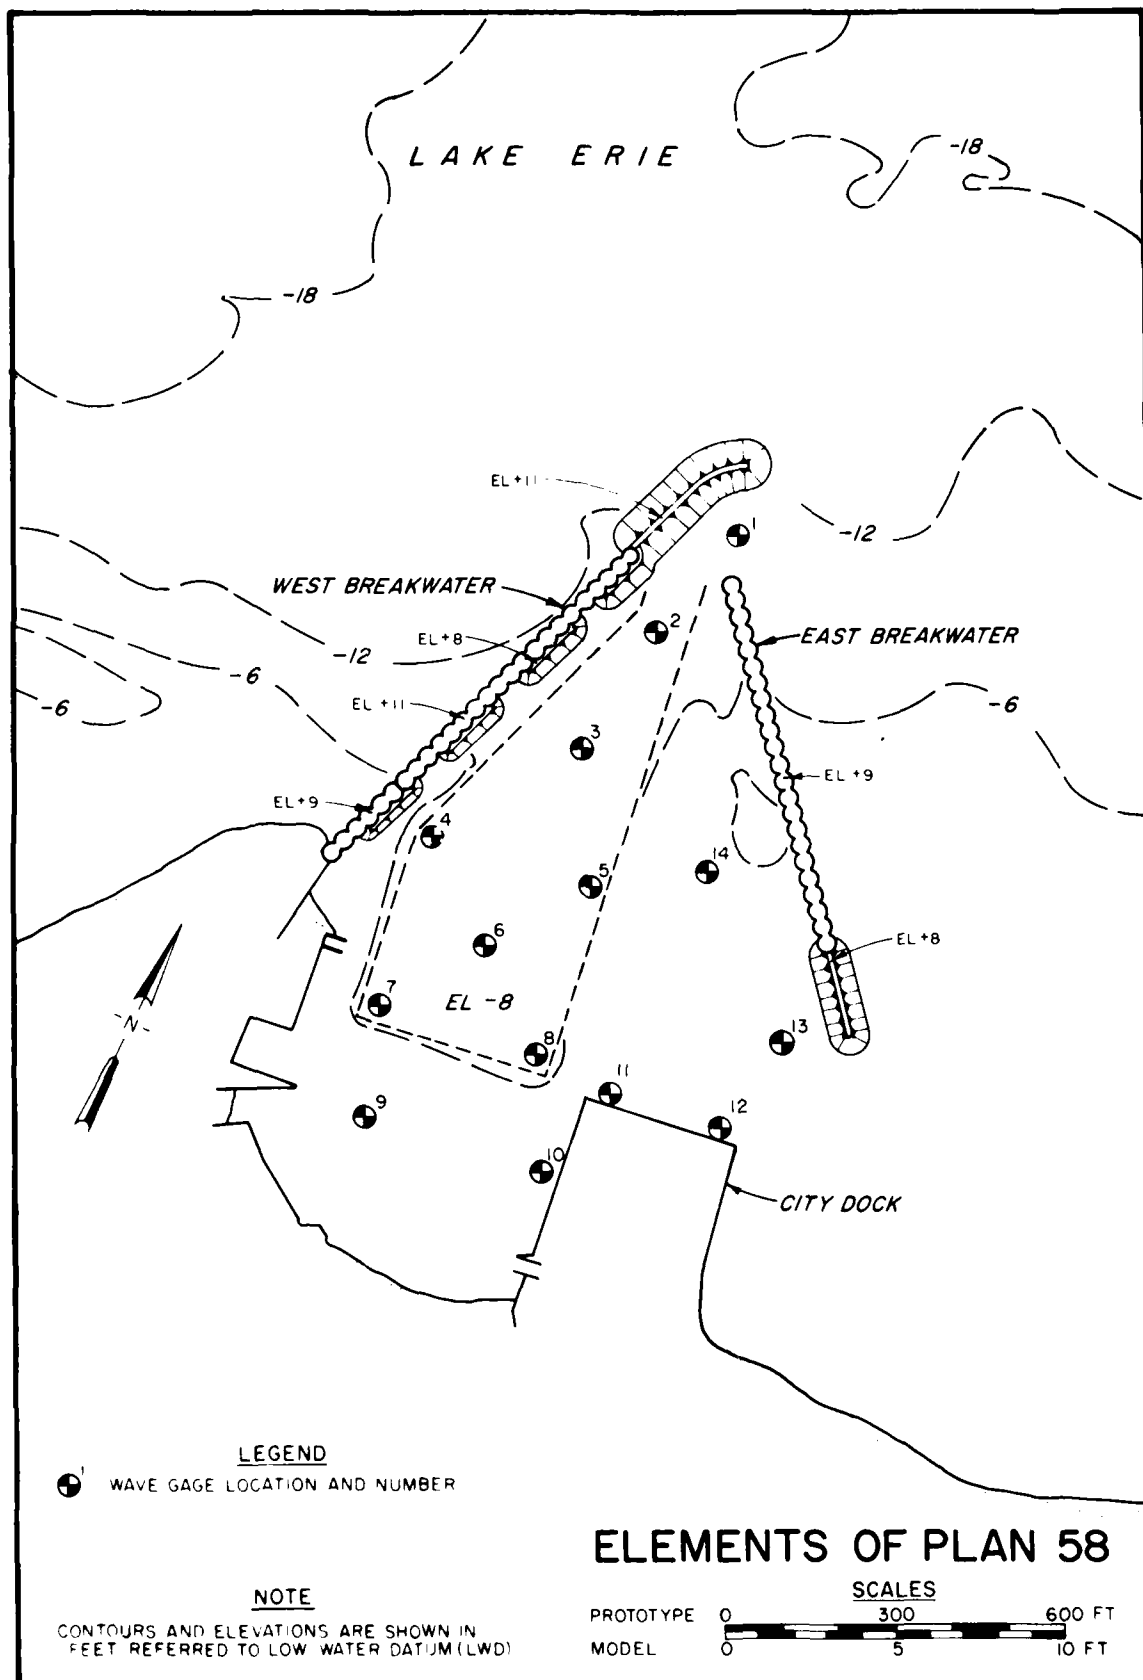 LAKE ERIE
-18
-18
EL +11
1
-12
WEST BREAKWATER
2
EAST BREAKWATER
EL +8
-12
-6
-6
EL +11
-6
3
EL +9
EL +9
4
14
5
6
EL +8
7
EL -8
-N-
8
13
11
9
12
10
CITY DOCK
LEGEND
1
WAVE GAGE LOCATION AND NUMBER
ELEMENTS OF PLAN 58
NOTE
CONTOURS AND ELEVATIONS ARE SHOWN IN
FEET REFERRED TO LOW WATER DATUM (LWD)
SCALES
PROTOTYPE 0 300 600 FT
MODEL 0 5 10 FT